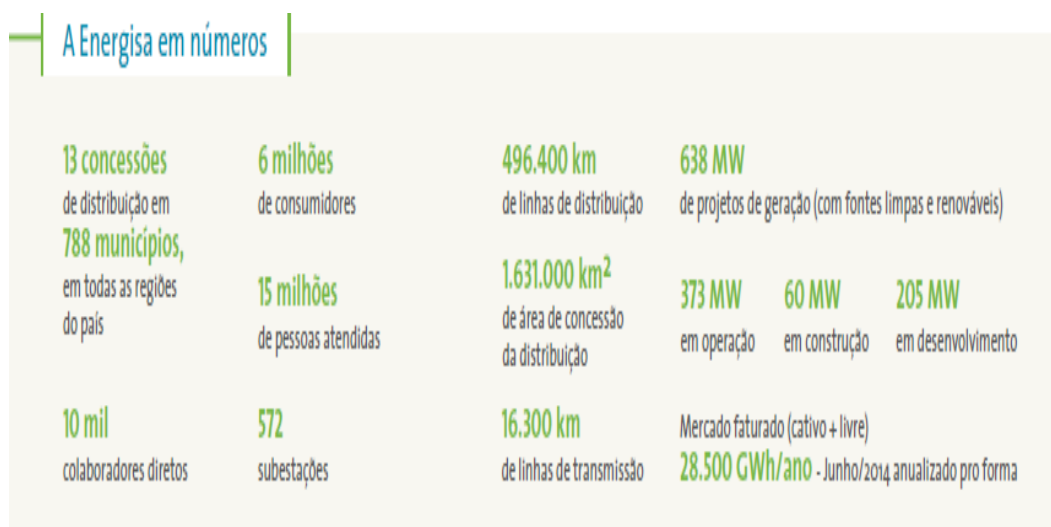 A Energisa em números
13 concessões
de distribuição em
788 municípios,
em todas as regiões
do país
6 milhões
de consumidores
15 milhões
de pessoas atendidas
496.400 km
de linhas de distribuição
1.631.000 km²
de área de concessão
da distribuição
638 MW
de projetos de geração (com fontes limpas e renováveis)
373 MW
em operação
60 MW
em construção
205 MW
em desenvolvimento
10 mil
colaboradores diretos
572
subestações
16.300 km
de linhas de transmissão
Mercado faturado (cativo + livre)
28.500 GWh/ano - Junho/2014 anualizado pro forma